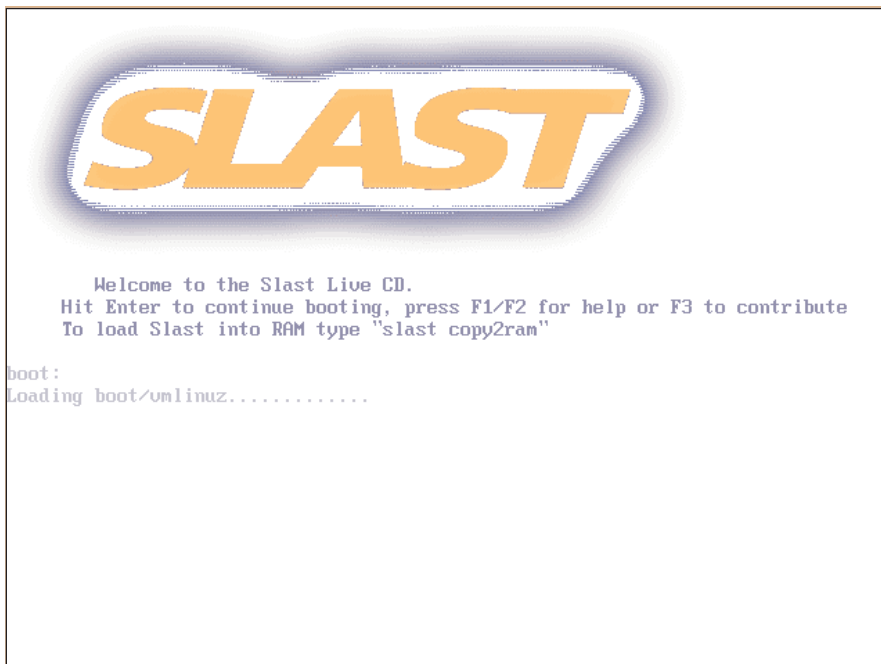 SLAST
Welcome to the Slast Live CD.
Hit Enter to continue booting, press F1/F2 for help or F3 to contribute
To load Slast into RAM type "slast copy2ram"
boot:
Loading boot/vmlinuz.............